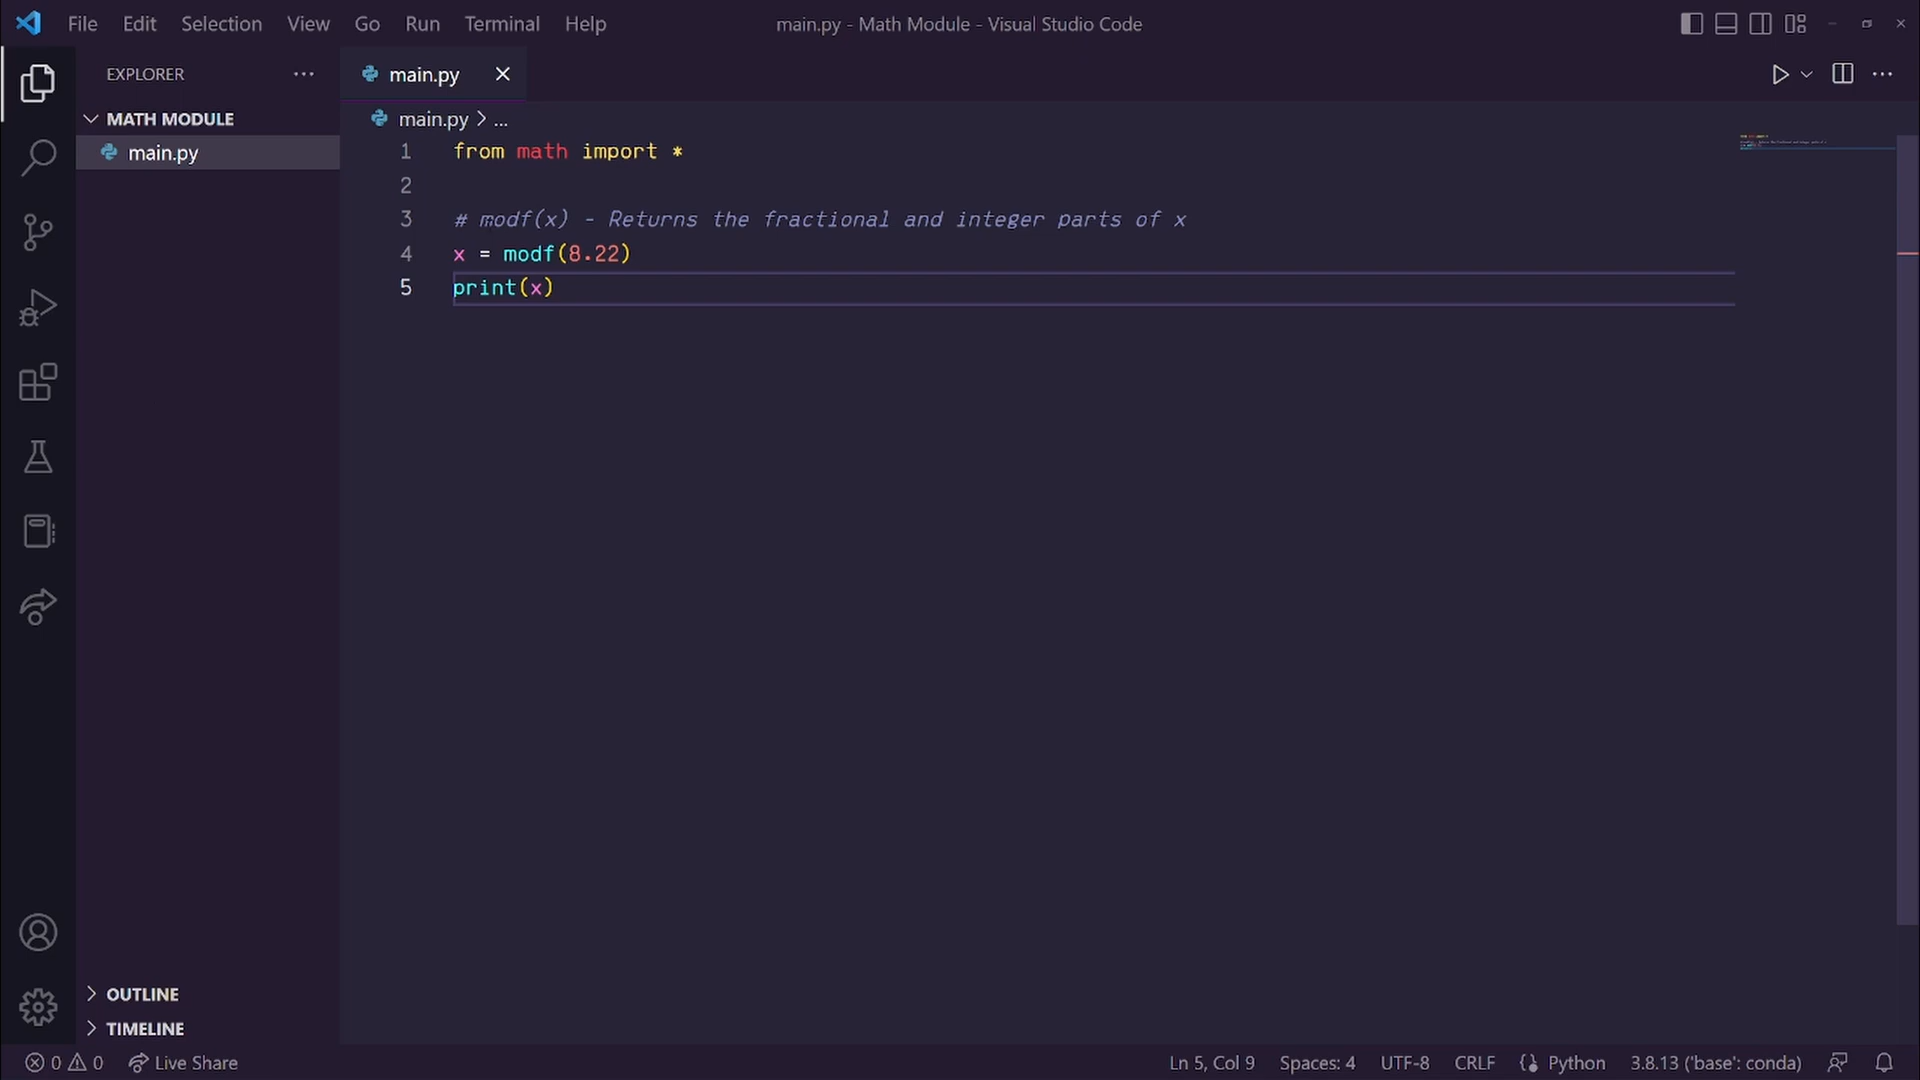 File Edit Selection View Go Run Terminal Help main.py - Math Module - Visual Studio Code
EXPLORER
main.py
MATH MODULE
main.py > ...
main.py
1 from math import *
2
3 # modf(x) - Returns the fractional and integer parts of x
4 x = modf(8.22)
5 print(x)
OUTLINE
TIMELINE
0 0 Live Share Ln 5, Col 9 Spaces: 4 UTF-8 CRLF Python 3.8.13 ('base': conda)